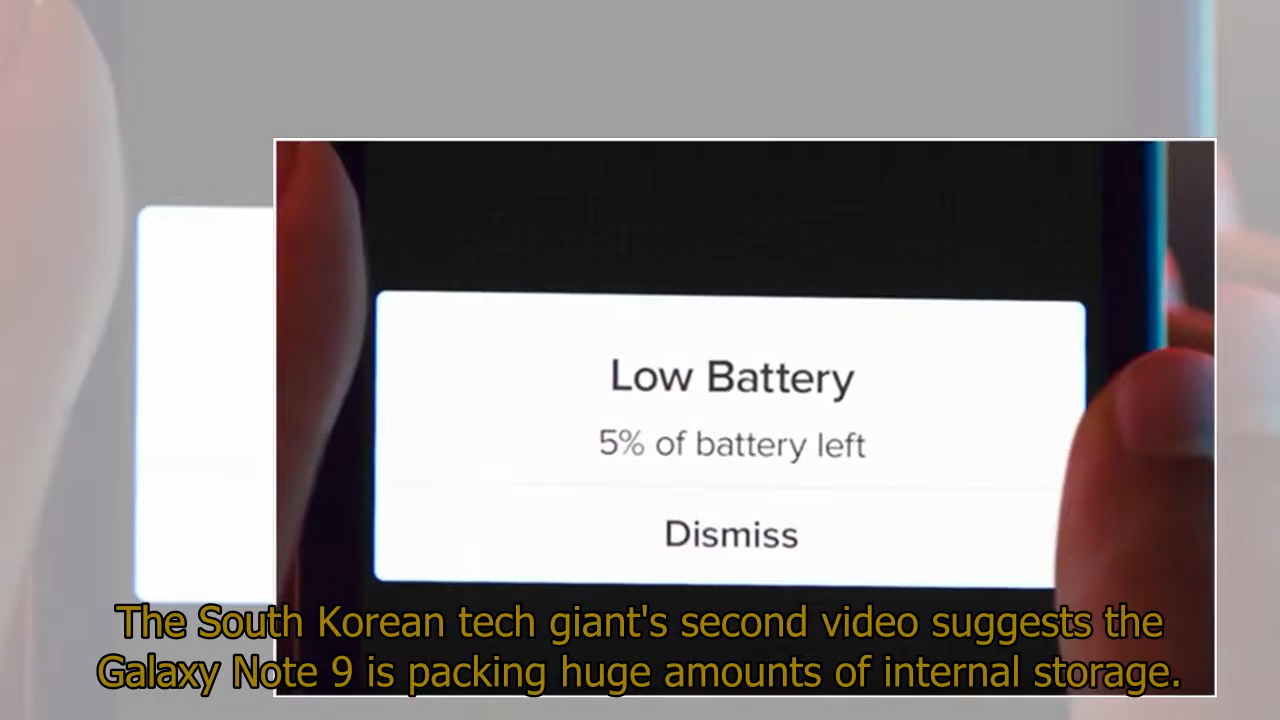 Low Battery
5% of battery left
Dismiss
The South Korean tech giant's second video suggests the
Galaxy Note 9 is packing huge amounts of internal storage.